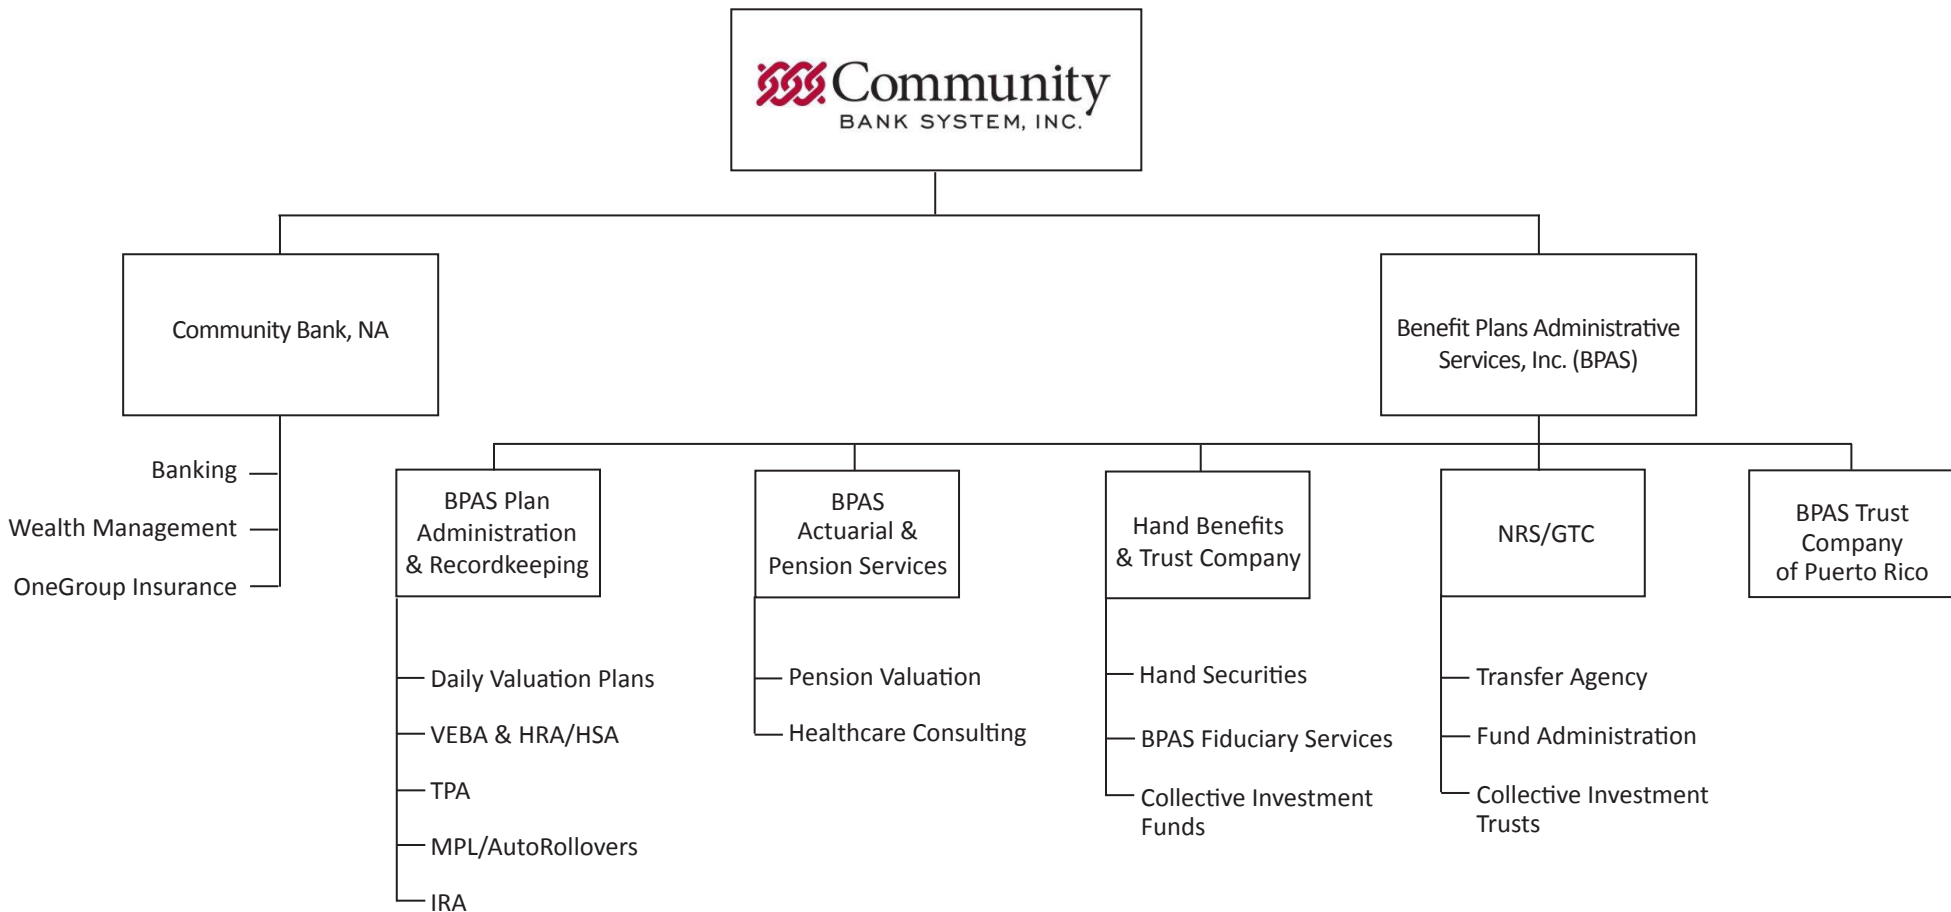 Community
BANK SYSTEM, INC.
Community Bank, NA
Benefit Plans Administrative
Services, Inc. (BPAS)
Banking
Wealth Management
OneGroup Insurance
BPAS Plan
Administration
& Recordkeeping
Daily Valuation Plans
VEBA & HRA/HSA
TPA
MPL/AutoRollovers
IRA
BPAS
Actuarial &
Pension Services
Pension Valuation
Healthcare Consulting
Hand Benefits
& Trust Company
Hand Securities
BPAS Fiduciary Services
Collective Investment
Funds
NRS/GTC
Transfer Agency
Fund Administration
Collective Investment
Trusts
BPAS Trust
Company
of Puerto Rico